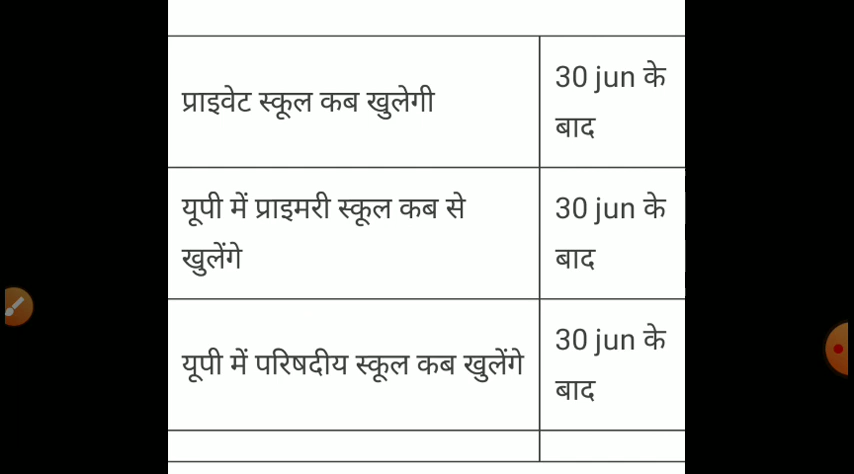 प्राइवेट स्कूल कब खुलेगी
30 jun के
बाद
यूपी में प्राइमरी स्कूल कब से
खुलेंगे
30 jun के
बाद
यूपी में परिषदीय स्कूल कब खुलेंगे
30 jun के
बाद